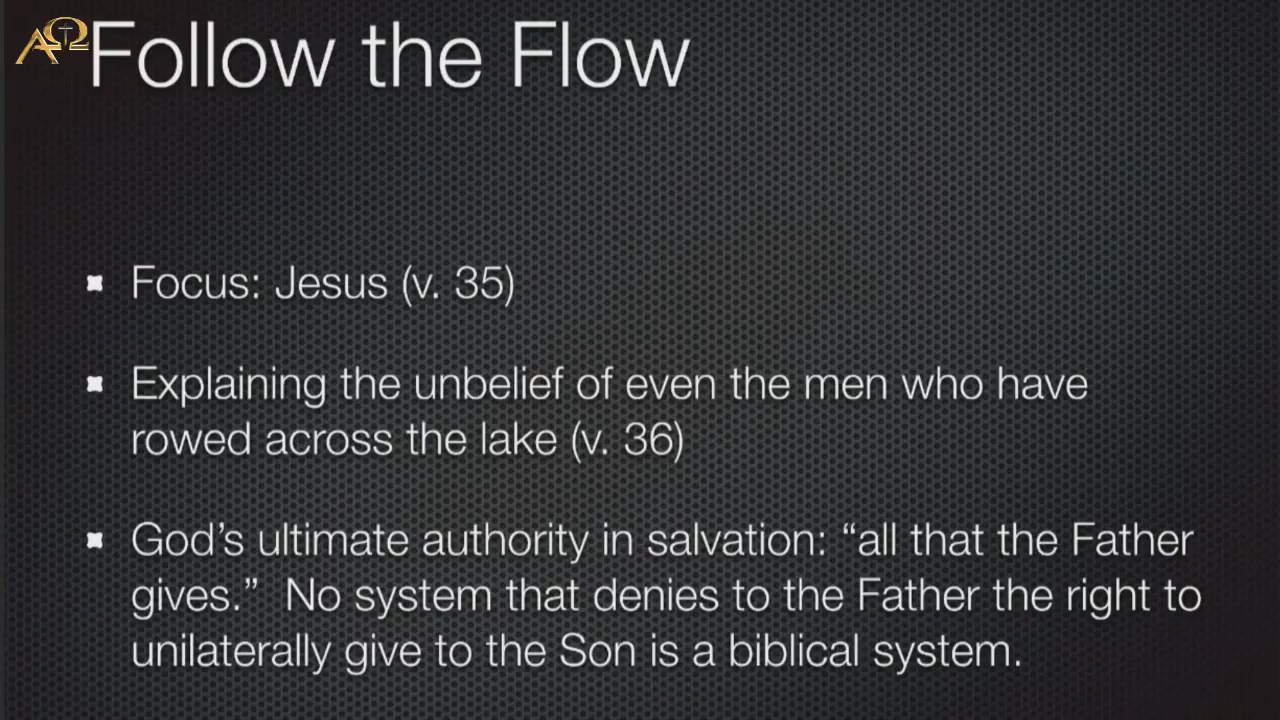 ΑΩ
Follow the Flow
Focus: Jesus (v. 35)
Explaining the unbelief of even the men who have
rowed across the lake (v. 36)
God’s ultimate authority in salvation: “all that the Father
gives.”  No system that denies to the Father the right to
unilaterally give to the Son is a biblical system.